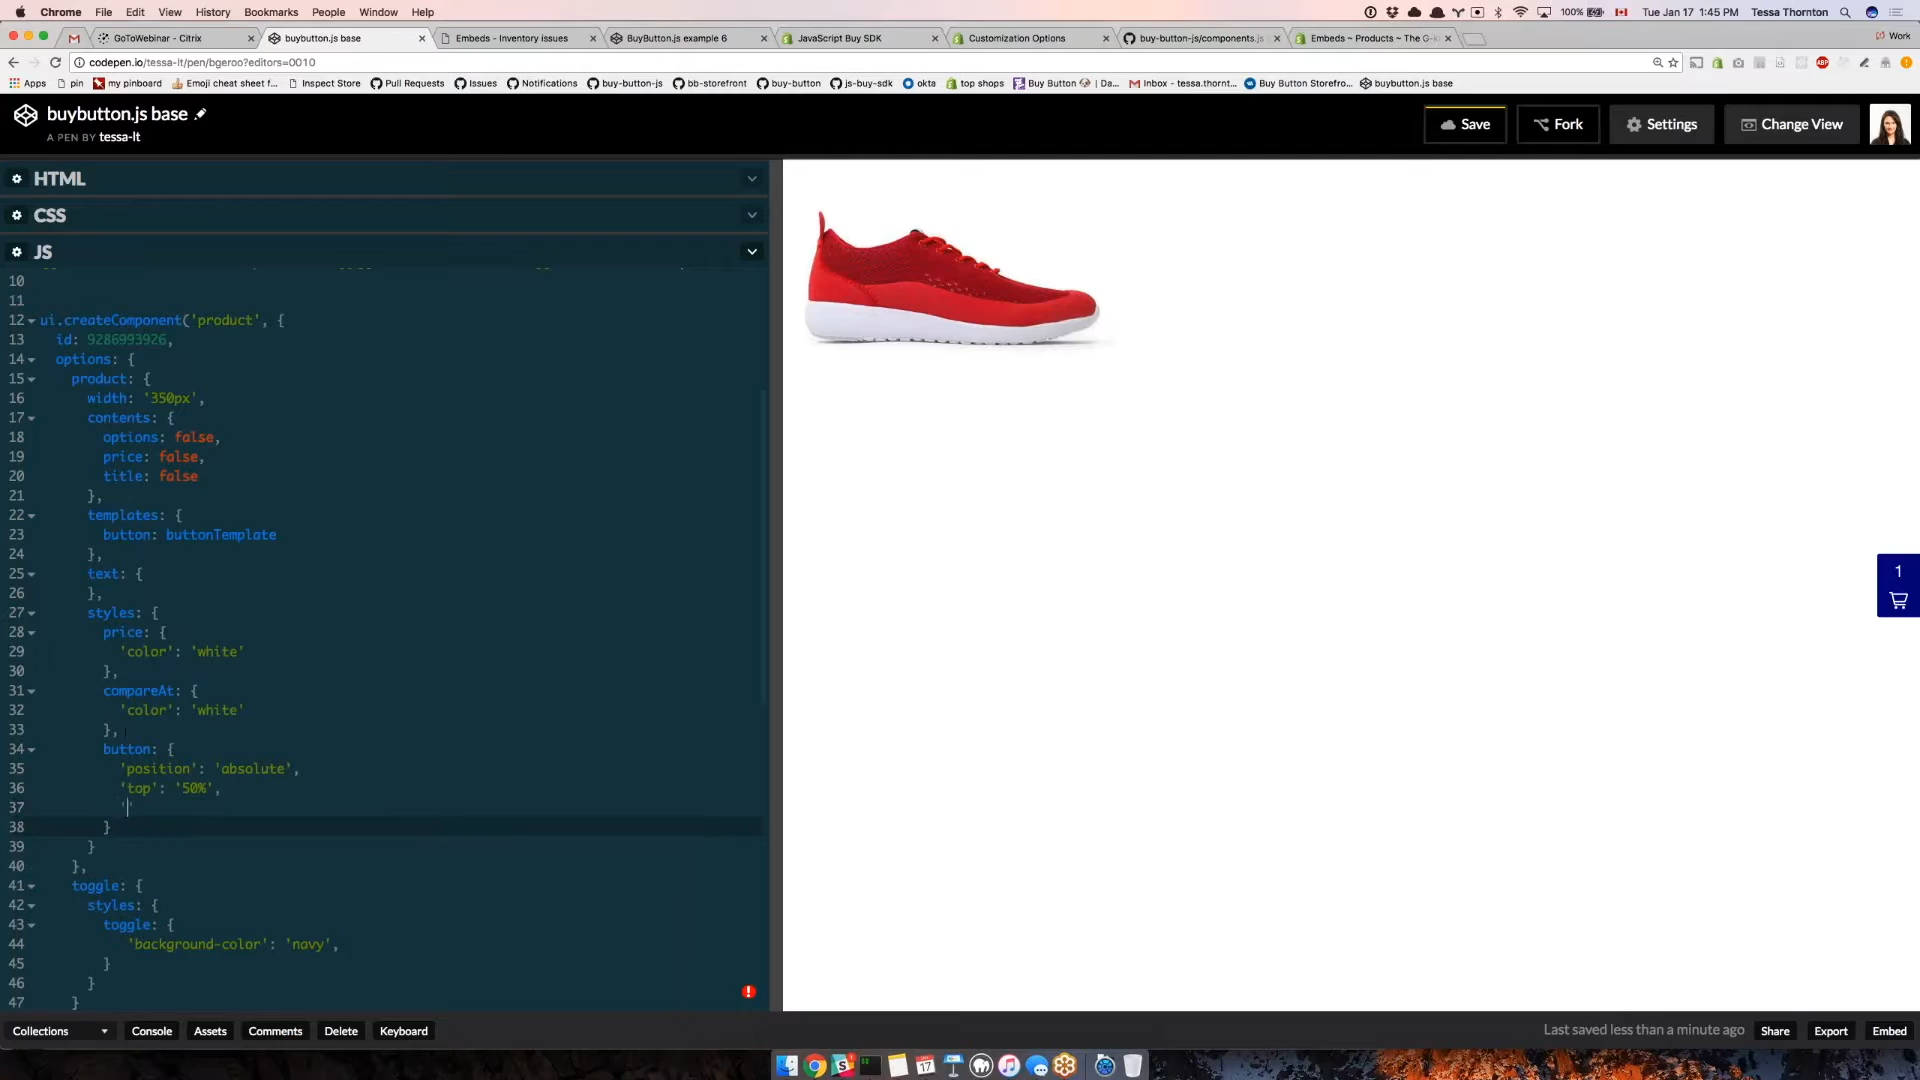 Chrome File Edit View History Bookmarks People Window Help
100% Tue Jan 17 1:45 PM Tessa Thornton
GoToWebinar - Citrix
buybutton.js base
Embeds - Inventory issues
BuyButton.js example 6
JavaScript Buy SDK
Customization Options
buy-button-js/components.js
Embeds ~ Products ~ The G-k
Work
codepen.io/tessa-lt/pen/bgeroo?editors=0010
Apps pin my pinboard Emoji cheat sheet f... Inspect Store Pull Requests Issues Notifications buy-button-js bb-storefront buy-button js-buy-sdk okta top shops Buy Button | Da... Inbox - tessa.thornt... Buy Button Storefro... buybutton.js base
buybutton.js base
A PEN BY tessa-lt
Save
Fork
Settings
Change View
HTML
CSS
JS
10
11
12 ui.createComponent('product', {
13 id: 9286993926,
14 options: {
15 product: {
16 width: '350px',
17 contents: {
18 options: false,
19 price: false,
20 title: false
21 },
22 templates: {
23 button: buttonTemplate
24 },
25 text: {
26 },
27 styles: {
28 price: {
29 'color': 'white'
30 },
31 compareAt: {
32 'color': 'white'
33 },
34 button: {
35 'position': 'absolute',
36 'top': '50%',
37 ''
38 }
39 }
40 },
41 toggle: {
42 styles: {
43 toggle: {
44 'background-color': 'navy',
45 }
46 }
47 }
1
Collections Console Assets Comments Delete Keyboard
Last saved less than a minute ago Share Export Embed